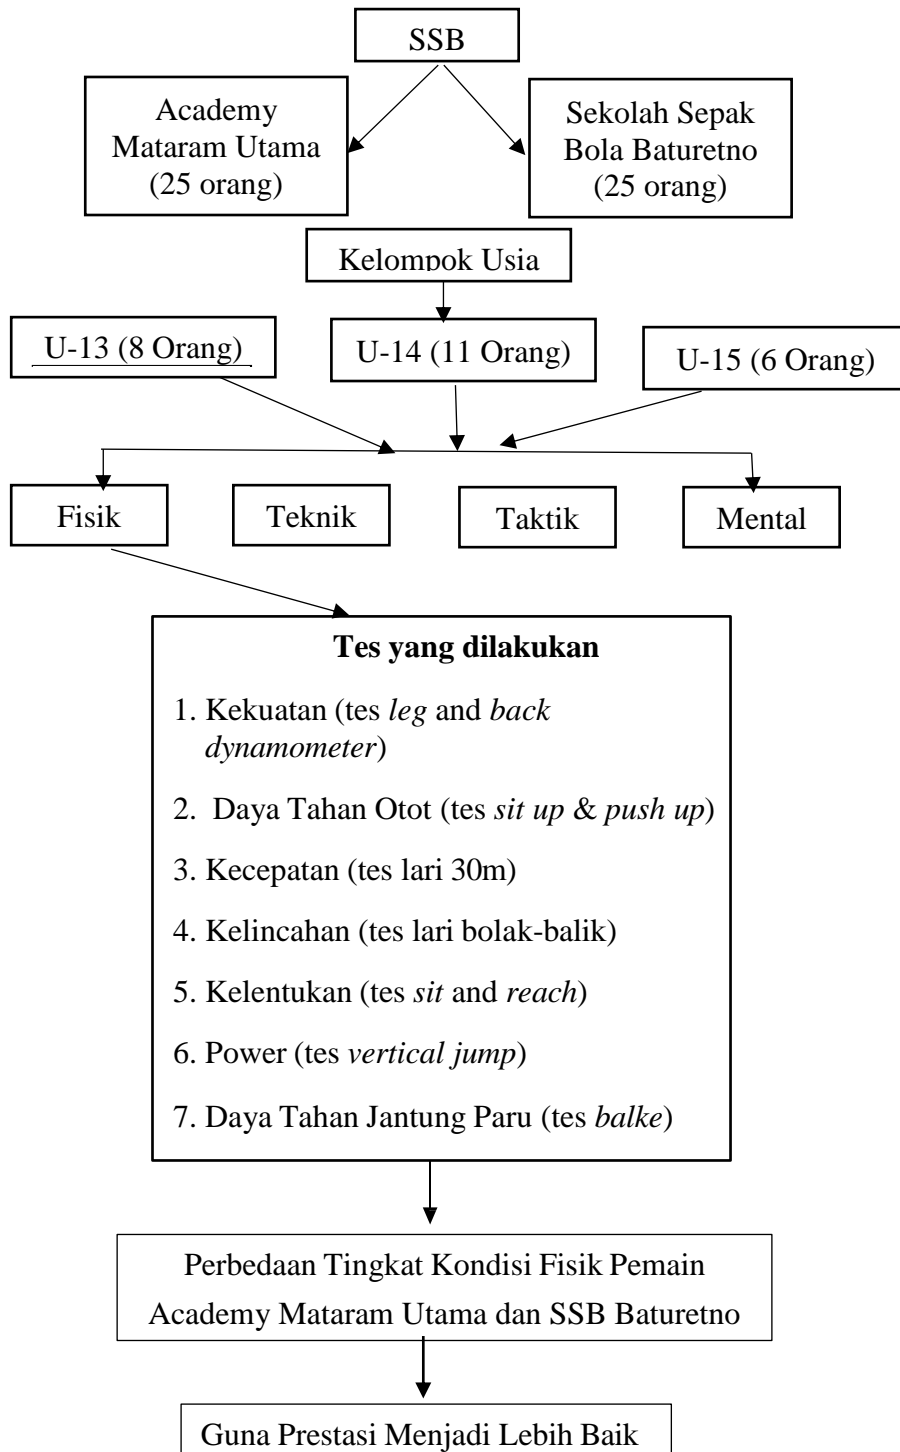 SSB
Academy
Mataram Utama
(25 orang)
Sekolah Sepak
Bola Baturetno
(25 orang)
Kelompok Usia
U-13 (8 Orang)
U-14 (11 Orang)
U-15 (6 Orang)
Fisik
Teknik
Taktik
Mental
Tes yang dilakukan
1. Kekuatan (tes leg and back
dynamometer)
2. Daya Tahan Otot (tes sit up & push up)
3. Kecepatan (tes lari 30m)
4. Kelincahan (tes lari bolak-balik)
5. Kelentukan (tes sit and reach)
6. Power (tes vertical jump)
7. Daya Tahan Jantung Paru (tes balke)
Perbedaan Tingkat Kondisi Fisik Pemain
Academy Mataram Utama dan SSB Baturetno
Guna Prestasi Menjadi Lebih Baik